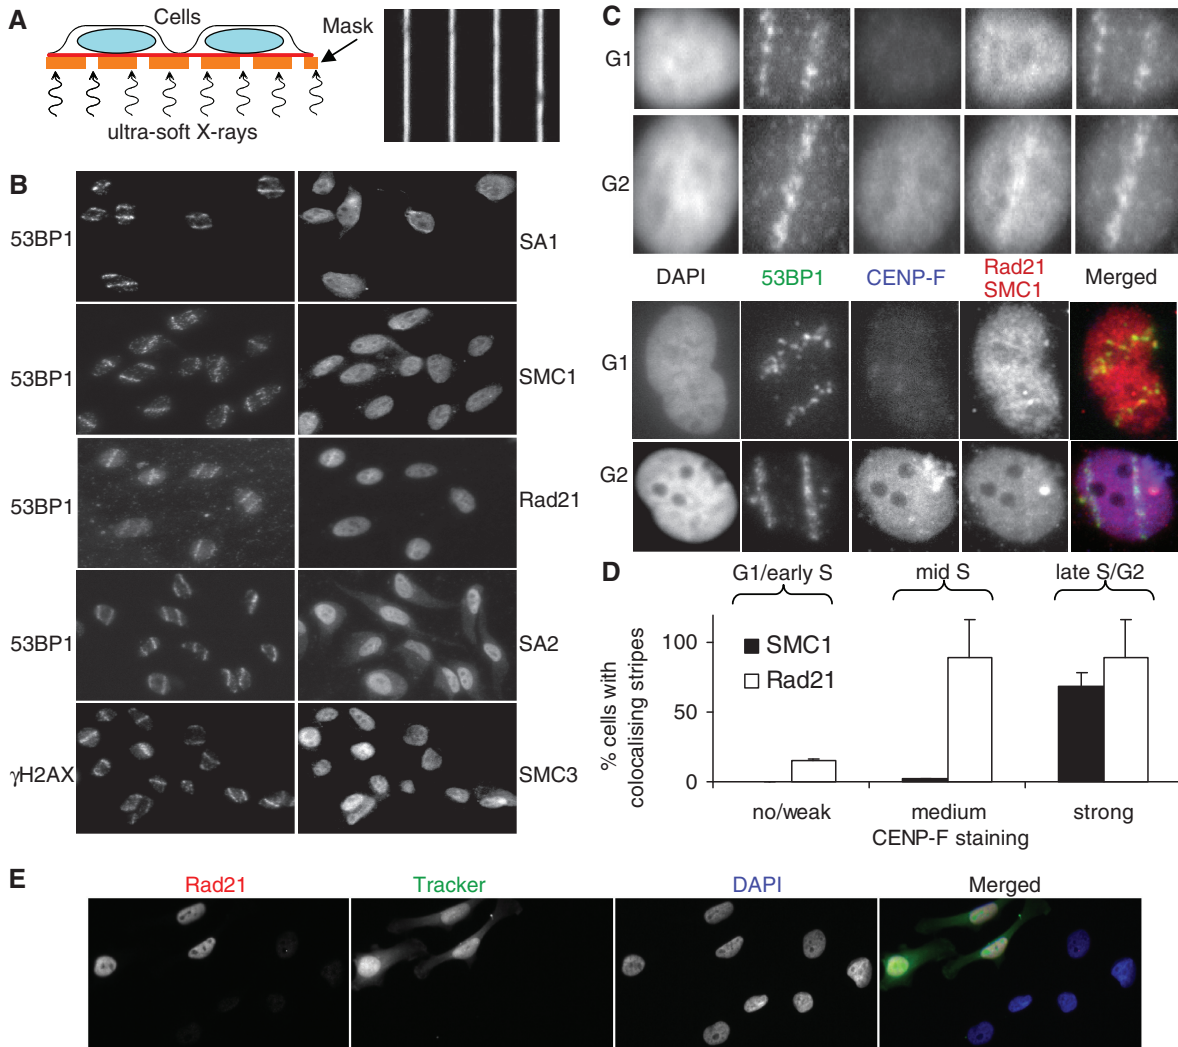 A
Cells
Mask
ultra-soft X-rays
B
53BP1
SA1
53BP1
SMC1
53BP1
Rad21
53BP1
SA2
γH2AX
SMC3
C
G1
G2
DAPI
53BP1
CENP-F
Rad21
SMC1
Merged
G1
G2
D
G1/early S
mid S
late S/G2
% cells with
colocalising stripes
100
50
0
SMC1
Rad21
no/weak
medium
strong
CENP-F staining
E
Rad21
Tracker
DAPI
Merged